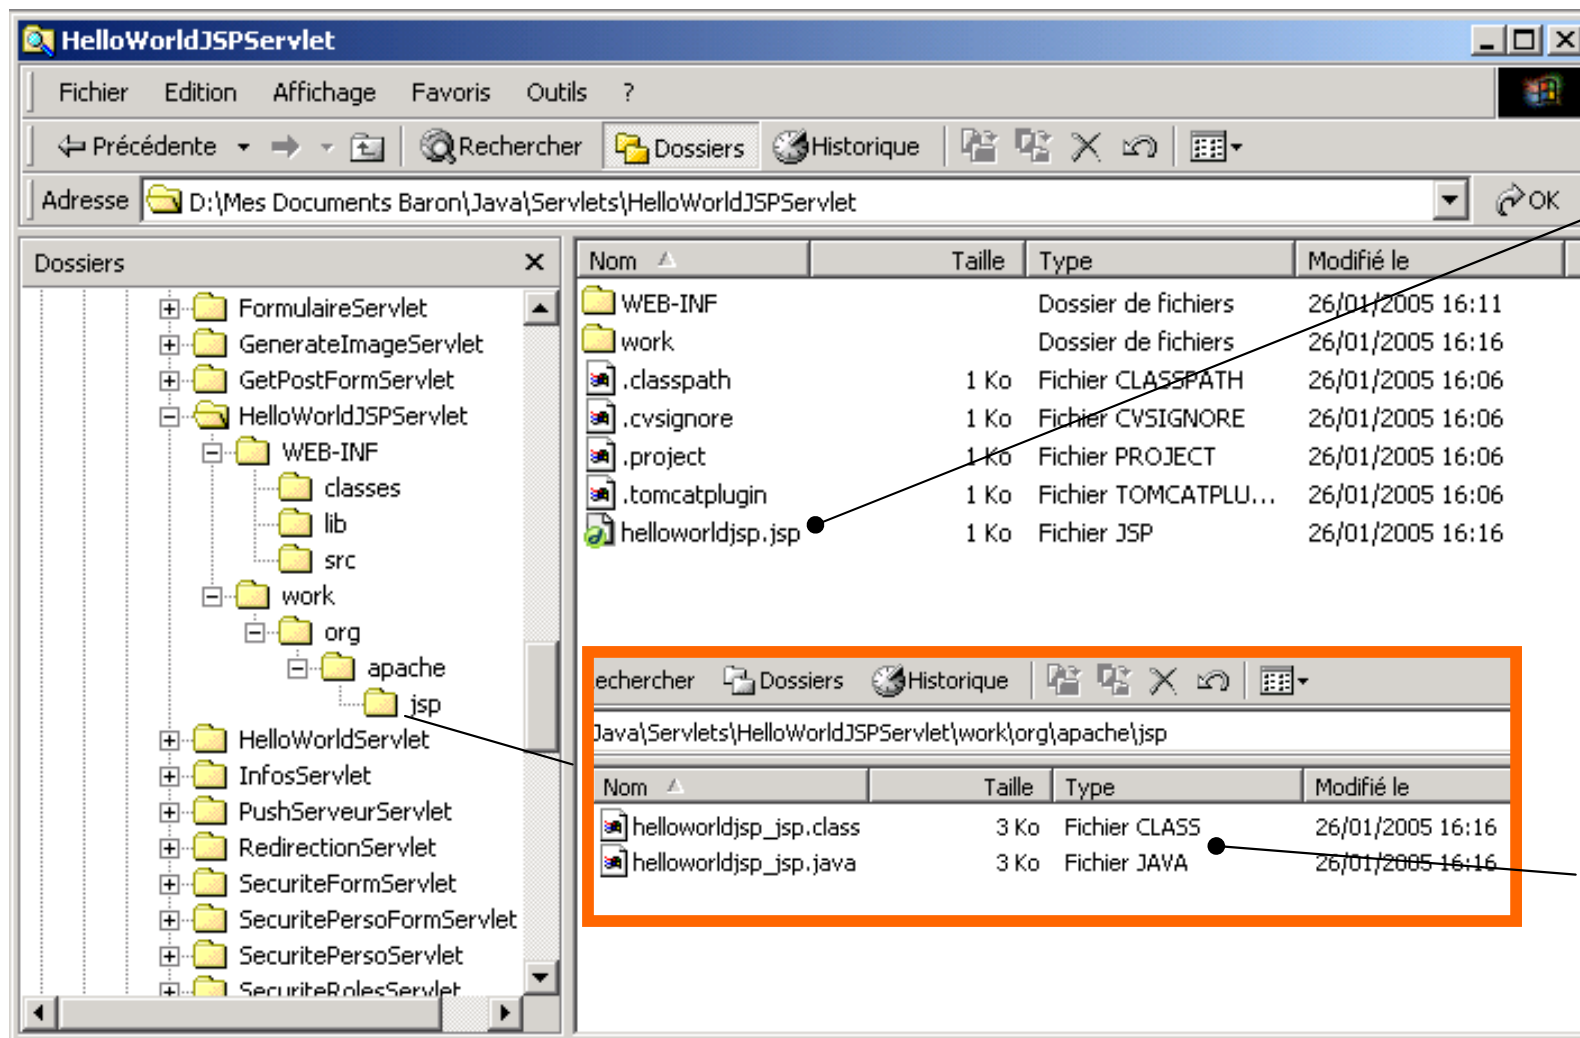 HelloWorldJSPServlet
Fichier Edition Affichage Favoris Outils ?
Précédente Rechercher Dossiers Historique
Adresse D:\Mes Documents Baron\Java\Servlets\HelloWorldJSPServlet OK
Dossiers
FormulaireServlet
GenerateImageServlet
GetPostFormServlet
HelloWorldJSPServlet
WEB-INF
classes
lib
src
work
org
apache
jsp
HelloWorldServlet
InfosServlet
PushServeurServlet
RedirectionServlet
SecuriteFormServlet
SecuritePersoFormServlet
SecuritePersoServlet
SecuriteRolesServlet
Nom Taille Type Modifié le
WEB-INF Dossier de fichiers 26/01/2005 16:11
work Dossier de fichiers 26/01/2005 16:16
.classpath 1 Ko Fichier CLASSPATH 26/01/2005 16:06
.cvsignore 1 Ko Fichier CVSIGNORE 26/01/2005 16:06
.project 1 Ko Fichier PROJECT 26/01/2005 16:06
.tomcatplugin 1 Ko Fichier TOMCATPLU... 26/01/2005 16:06
helloworldjsp.jsp 1 Ko Fichier JSP 26/01/2005 16:16
echercher Dossiers Historique
Java\Servlets\HelloWorldJSPServlet\work\org\apache\jsp
Nom Taille Type Modifié le
helloworldjsp_jsp.class 3 Ko Fichier CLASS 26/01/2005 16:16
helloworldjsp_jsp.java 3 Ko Fichier JAVA 26/01/2005 16:16